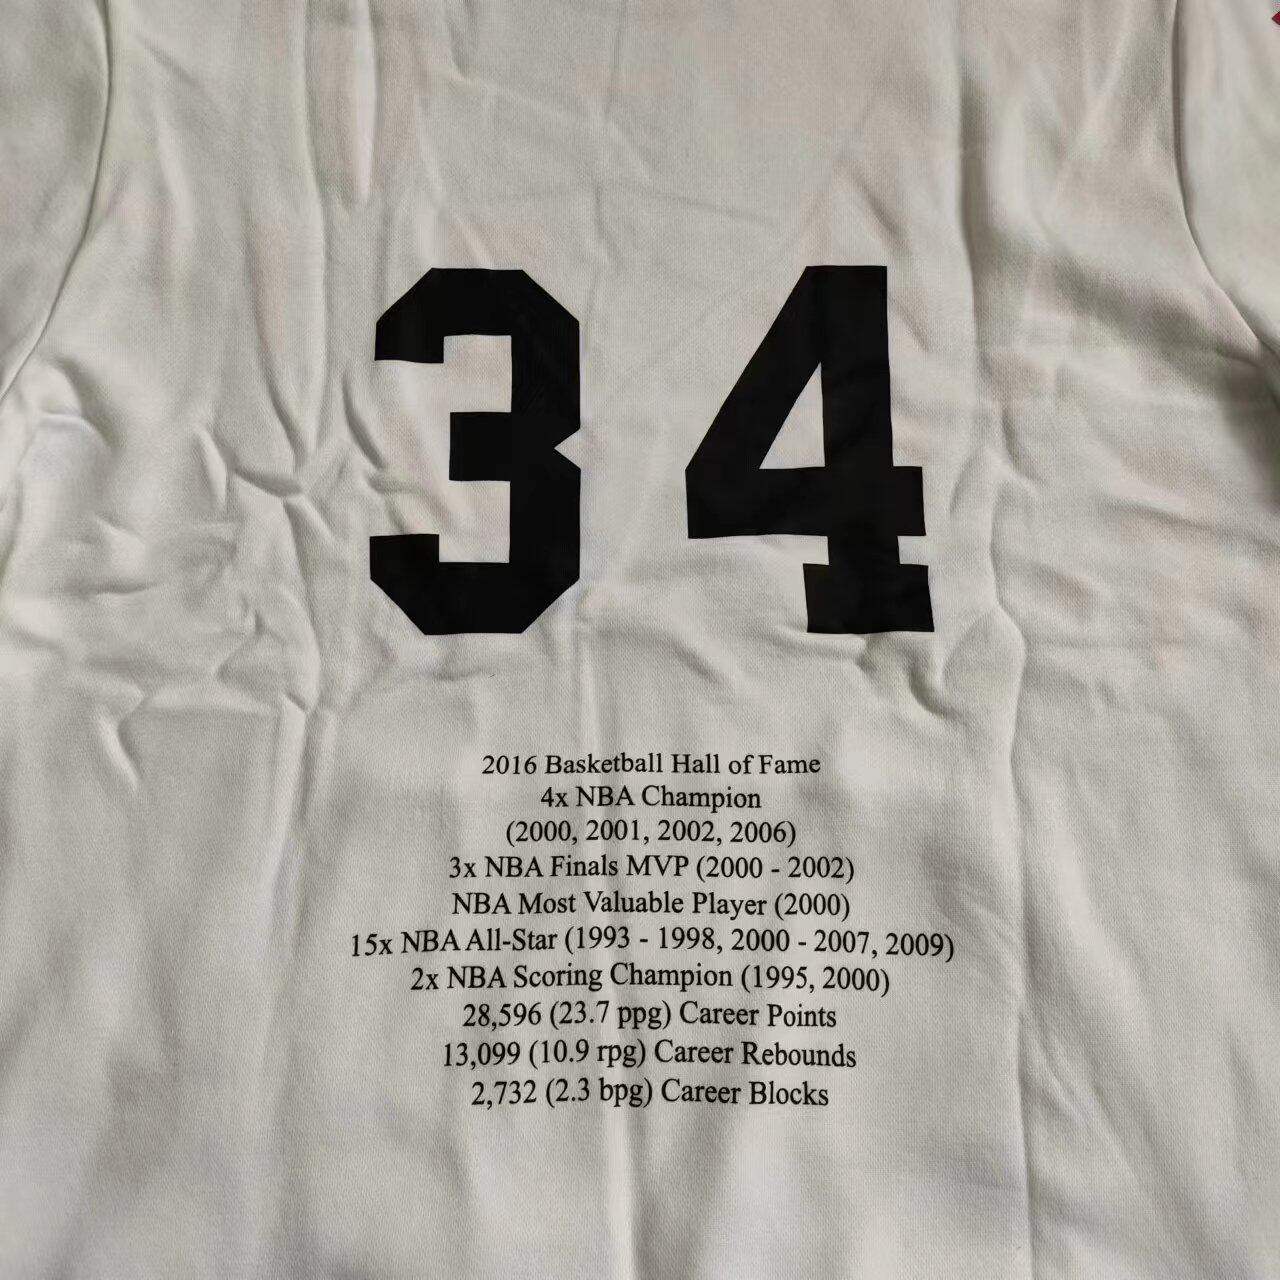 34
2016 Basketball Hall of Fame
4x NBA Champion
(2000, 2001, 2002, 2006)
3x NBA Finals MVP (2000 - 2002)
NBA Most Valuable Player (2000)
15x NBA All-Star (1993 - 1998, 2000 - 2007, 2009)
2x NBA Scoring Champion (1995, 2000)
28,596 (23.7 ppg) Career Points
13,099 (10.9 rpg) Career Rebounds
2,732 (2.3 bpg) Career Blocks